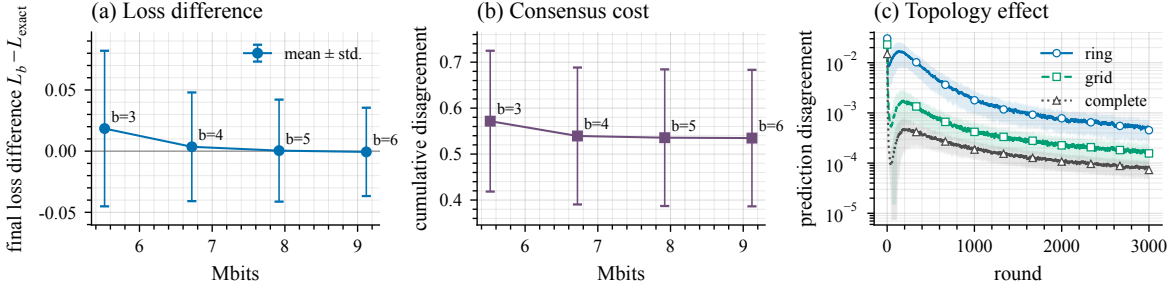 (a) Loss difference
final loss difference L_b − L_exact
0.05
0.00
-0.05
mean ± std.
b=3
b=4
b=5
b=6
6
7
8
9
Mbits
(b) Consensus cost
cumulative disagreement
0.7
0.6
0.5
0.4
b=3
b=4
b=5
b=6
6
7
8
9
Mbits
(c) Topology effect
prediction disagreement
10⁻²
10⁻³
10⁻⁴
10⁻⁵
ring
grid
complete
0
1000
2000
3000
round